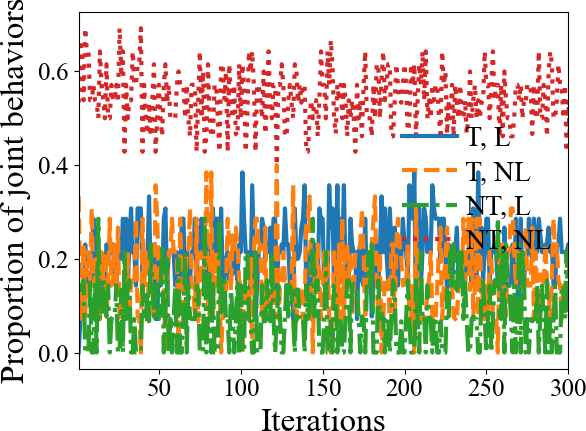 Proportion of joint behaviors
0.6
0.4
0.2
0.0
T, L
T, NL
NT, L
NT, NL
50
100
150
200
250
300
Iterations